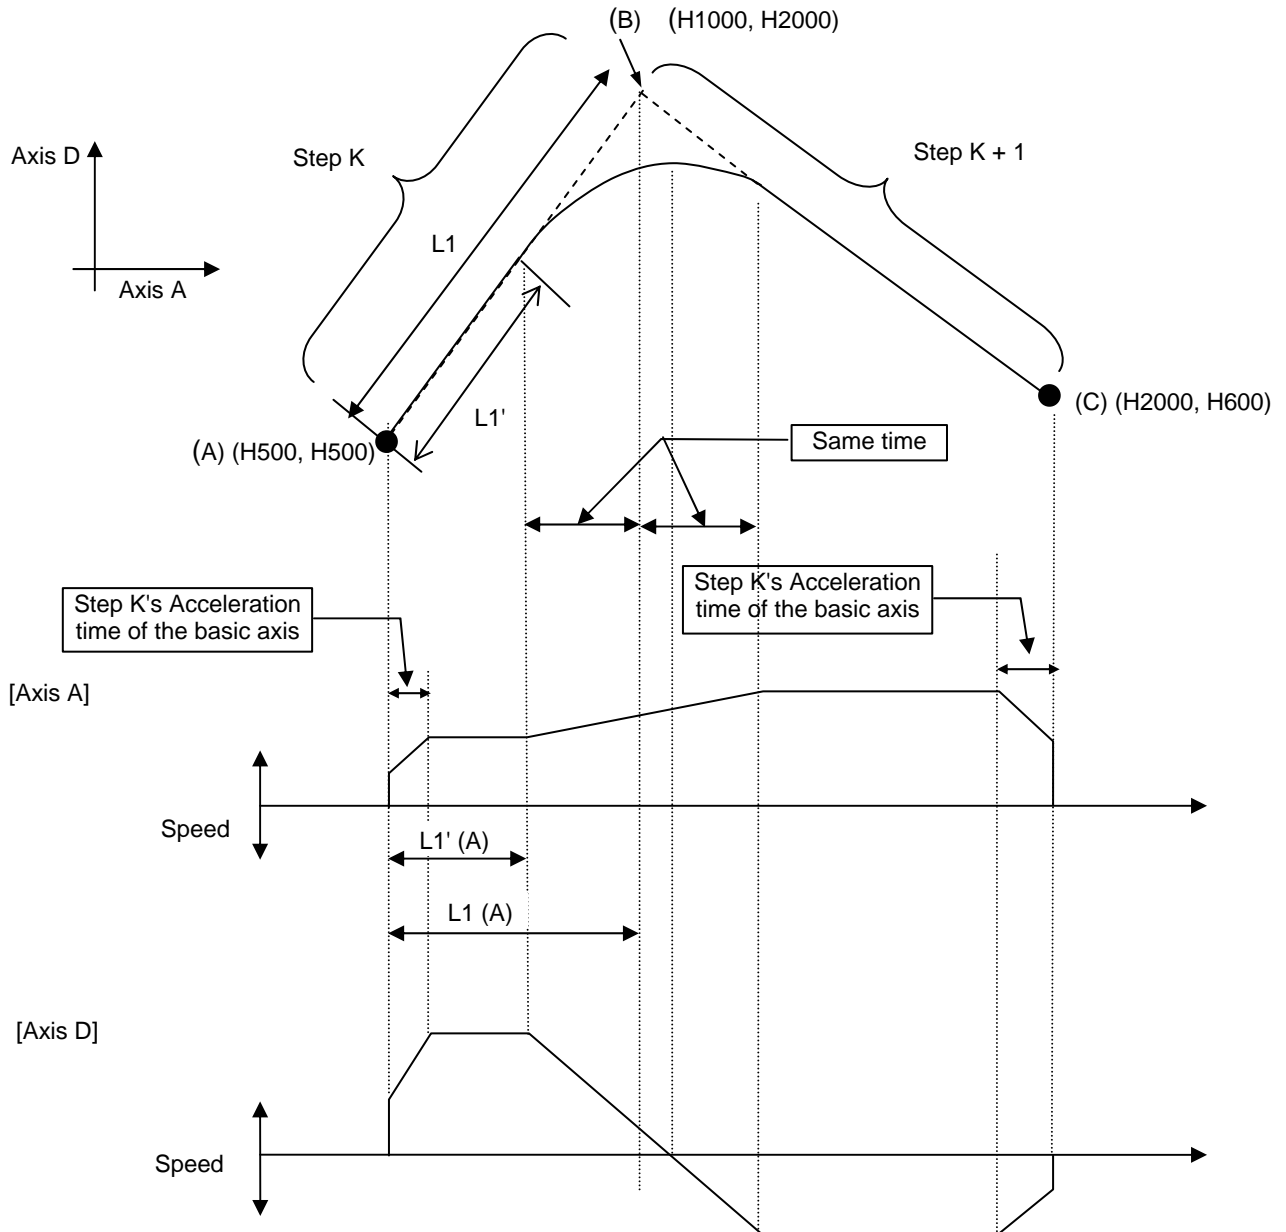 (B) (H1000, H2000)
Axis D
Step K
Step K + 1
L1
Axis A
L1'
(C) (H2000, H600)
(A) (H500, H500)
Same time
Step K's Acceleration
time of the basic axis
Step K's Acceleration
time of the basic axis
[Axis A]
Speed
L1' (A)
L1 (A)
[Axis D]
Speed